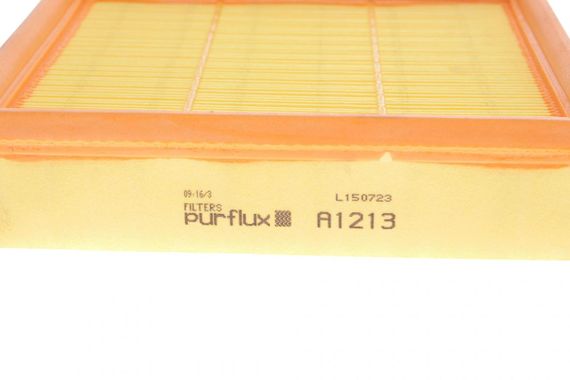 09-16/3
L150723
FILTERS
purflux A1213